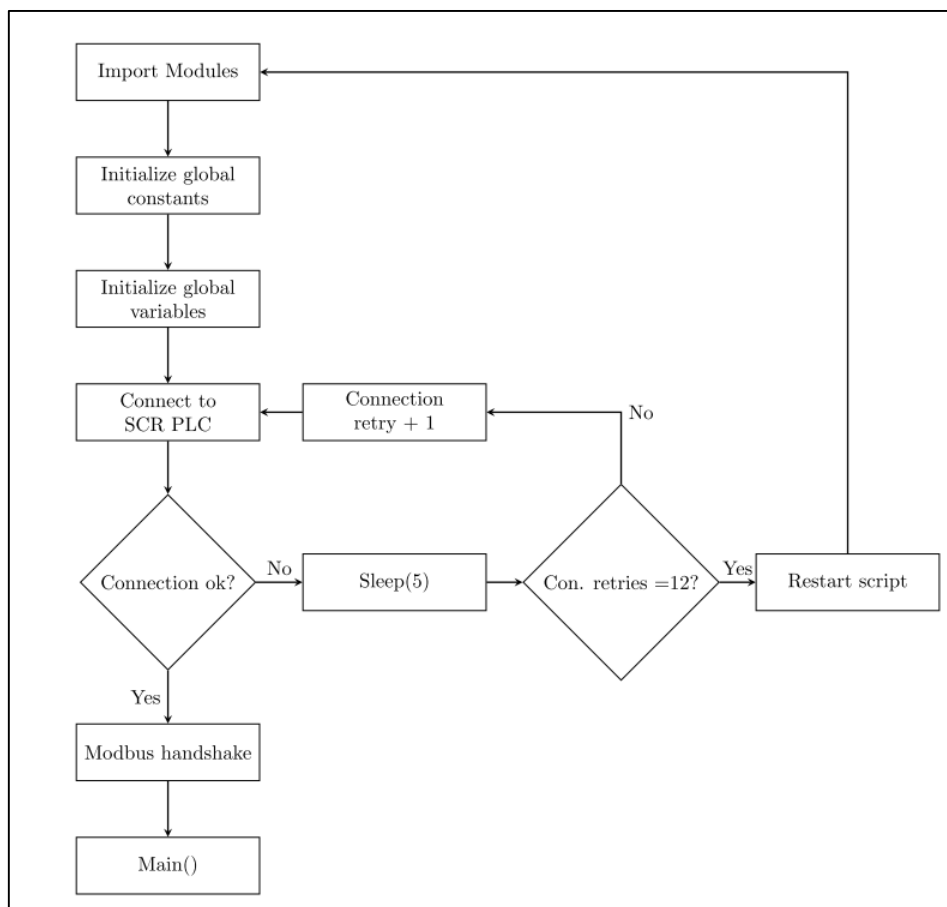 Import Modules
Initialize global
constants
Initialize global
variables
Connect to
SCR PLC
Connection
retry + 1
No
Connection ok?
No
Sleep(5)
Con. retries =12?
Yes
Restart script
Yes
Modbus handshake
Main()